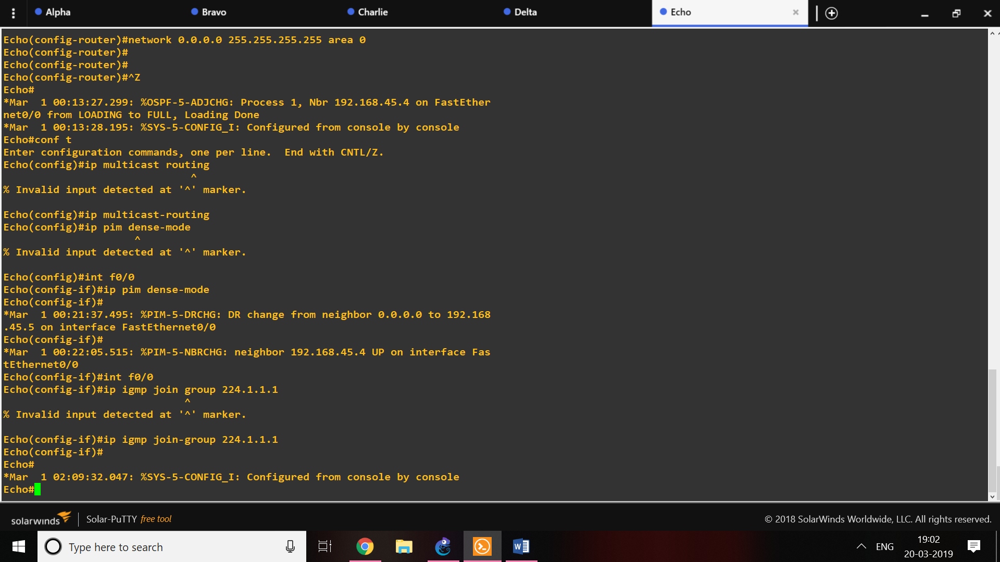 Alpha
Bravo
Charlie
Delta
Echo
Echo(config-router)#network 0.0.0.0 255.255.255.255 area 0
Echo(config-router)#
Echo(config-router)#
Echo(config-router)#^Z
Echo#
*Mar  1 00:13:27.299: %OSPF-5-ADJCHG: Process 1, Nbr 192.168.45.4 on FastEther
net0/0 from LOADING to FULL, Loading Done
*Mar  1 00:13:28.195: %SYS-5-CONFIG_I: Configured from console by console
Echo#conf t
Enter configuration commands, one per line.  End with CNTL/Z.
Echo(config)#ip multicast routing
^
% Invalid input detected at '^' marker.
Echo(config)#ip multicast-routing
Echo(config)#ip pim dense-mode
^
% Invalid input detected at '^' marker.
Echo(config)#int f0/0
Echo(config-if)#ip pim dense-mode
Echo(config-if)#
*Mar  1 00:21:37.495: %PIM-5-DRCHG: DR change from neighbor 0.0.0.0 to 192.168
.45.5 on interface FastEthernet0/0
Echo(config-if)#
*Mar  1 00:22:05.515: %PIM-5-NBRCHG: neighbor 192.168.45.4 UP on interface Fas
tEthernet0/0
Echo(config-if)#int f0/0
Echo(config-if)#ip igmp join group 224.1.1.1
^
% Invalid input detected at '^' marker.
Echo(config-if)#ip igmp join-group 224.1.1.1
Echo(config-if)#
Echo#
*Mar  1 02:09:32.047: %SYS-5-CONFIG_I: Configured from console by console
Echo#
solarwinds
Solar-PuTTY free tool
© 2018 SolarWinds Worldwide, LLC. All rights reserved.
Type here to search
ENG
19:02
20-03-2019